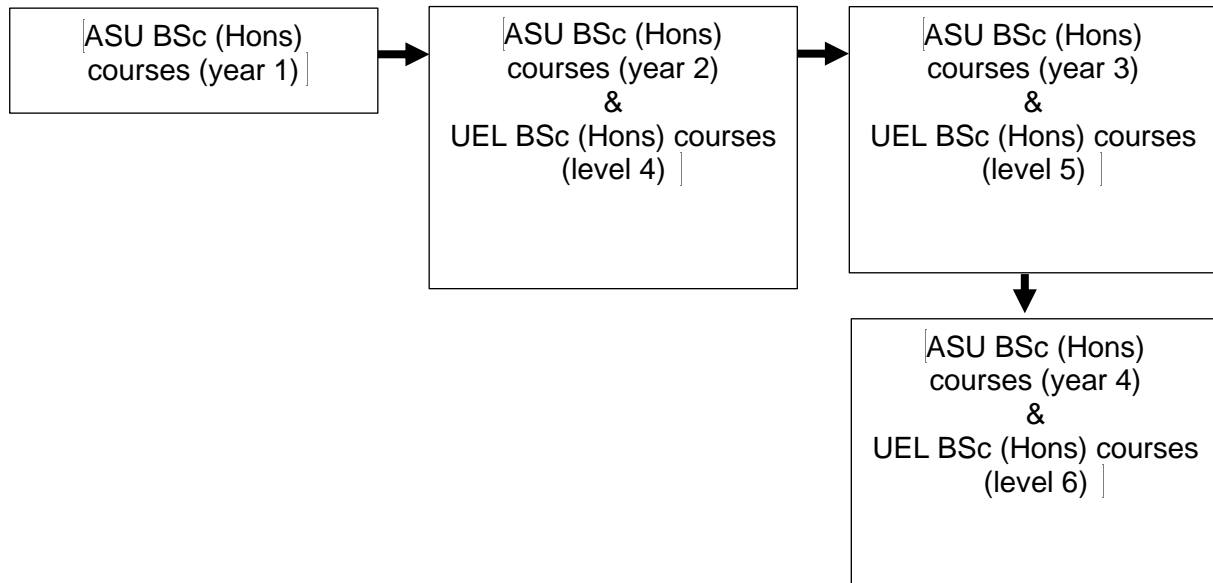 ASU BSc (Hons)
courses (year 1)
ASU BSc (Hons)
courses (year 2)
&
UEL BSc (Hons) courses
(level 4)
ASU BSc (Hons)
courses (year 3)
&
UEL BSc (Hons) courses
(level 5)
ASU BSc (Hons)
courses (year 4)
&
UEL BSc (Hons) courses
(level 6)